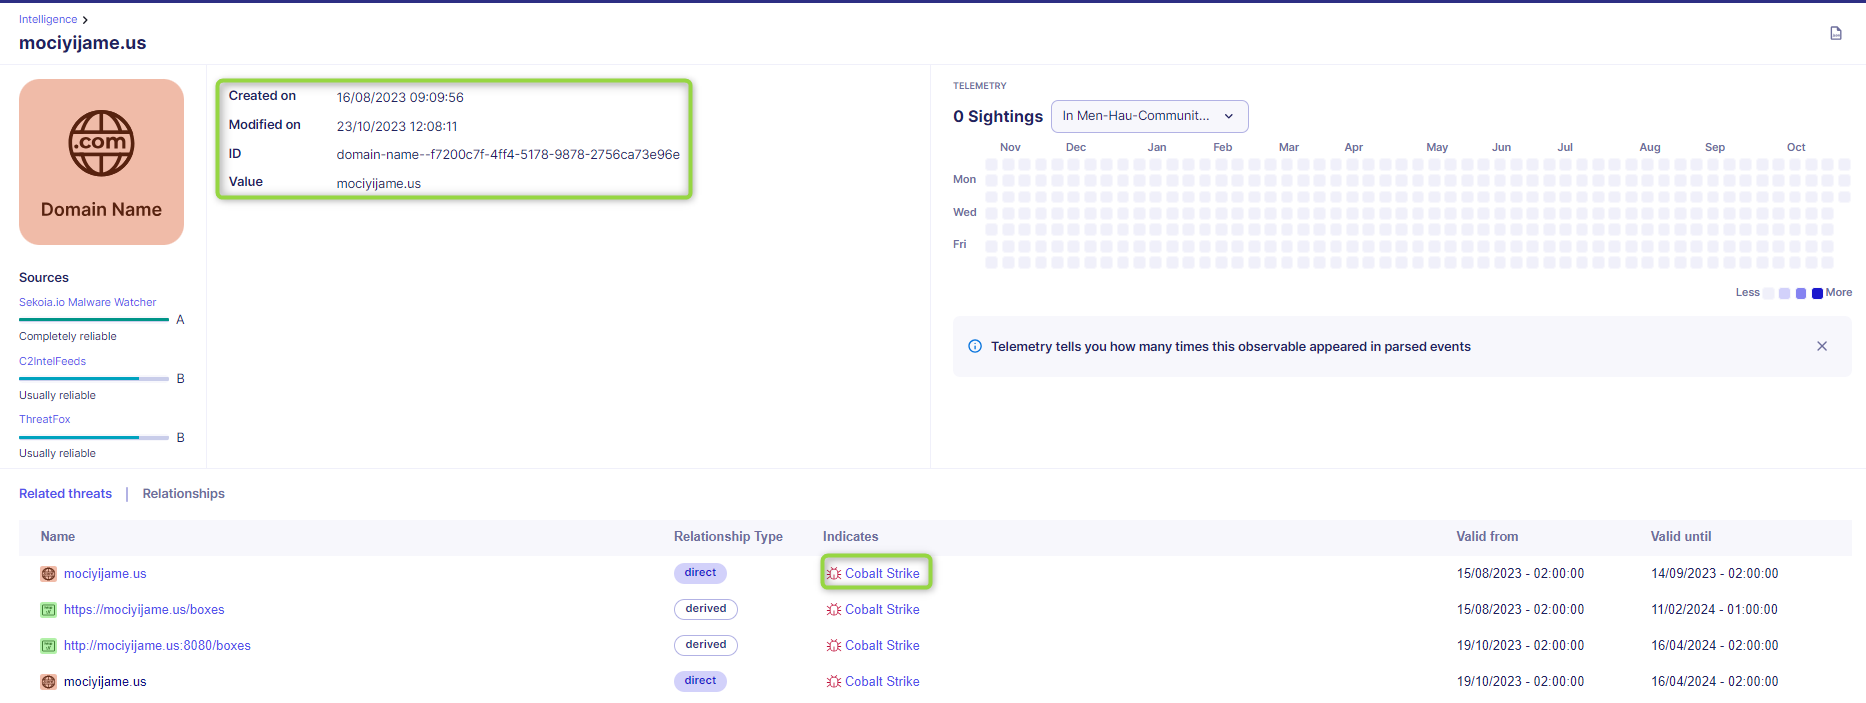 Intelligence
mociyijame.us
.com
Domain Name
Sources
Sekoia.io Malware Watcher
A
Completely reliable
C2IntelFeeds
B
Usually reliable
ThreatFox
B
Usually reliable
Created on 16/08/2023 09:09:56
Modified on 23/10/2023 12:08:11
ID domain-name--f7200c7f-4ff4-5178-9878-2756ca73e96e
Value mociyijame.us
TELEMETRY
0 Sightings In Men-Hau-Communit...
Nov Dec Jan Feb Mar Apr May Jun Jul Aug Sep Oct
Mon
Wed
Fri
Less More
Telemetry tells you how many times this observable appeared in parsed events
Related threats | Relationships
Name Relationship Type Indicates Valid from Valid until
mociyijame.us direct Cobalt Strike 15/08/2023 - 02:00:00 14/09/2023 - 02:00:00
https://mociyijame.us/boxes derived Cobalt Strike 15/08/2023 - 02:00:00 11/02/2024 - 01:00:00
http://mociyijame.us:8080/boxes derived Cobalt Strike 19/10/2023 - 02:00:00 16/04/2024 - 02:00:00
mociyijame.us direct Cobalt Strike 19/10/2023 - 02:00:00 16/04/2024 - 02:00:00